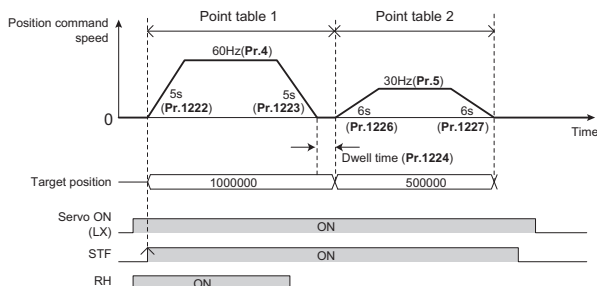 Position command
speed
Point table 1
Point table 2
60Hz(Pr.4)
30Hz(Pr.5)
5s
(Pr.1222)
5s
(Pr.1223)
6s
(Pr.1226)
6s
(Pr.1227)
0
Time
Dwell time (Pr.1224)
Target position
1000000
500000
Servo ON
(LX)
ON
STF
ON
RH
ON